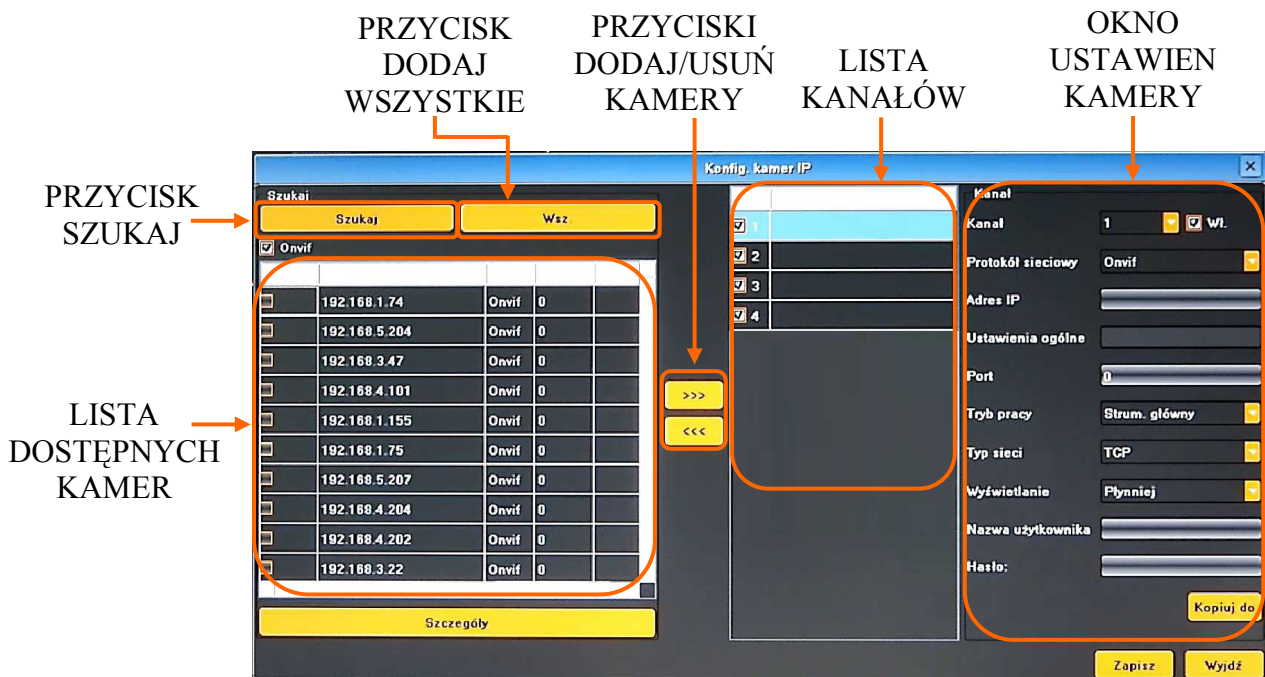 PRZYCISK
DODAJ
WSZYSTKIE
PRZYCISKI
DODAJ/USUŃ
KAMERY
LISTA
KANAŁÓW
OKNO
USTAWIEN
KAMERY
PRZYCISK
SZUKAJ
LISTA
DOSTĘPNYCH
KAMER
Konfig. kamer IP
Szukaj
Szukaj Wsz.
Onvif
192.168.1.74 Onvif 0
192.168.5.204 Onvif 0
192.168.3.47 Onvif 0
192.168.4.101 Onvif 0
192.168.1.155 Onvif 0
192.168.1.75 Onvif 0
192.168.5.207 Onvif 0
192.168.4.204 Onvif 0
192.168.4.202 Onvif 0
192.168.3.22 Onvif 0
Szczegóły
>>>
<<<
1
2
3
4
Kanał
Kanał 1 Wł.
Protokół sieciowy Onvif
Adres IP
Ustawienia ogólne
Port 0
Tryb pracy Strum. główny
Typ sieci TCP
Wyświetlanie Płynniej
Nazwa użytkownika
Hasło:
Kopiuj do
Zapisz Wyjdź